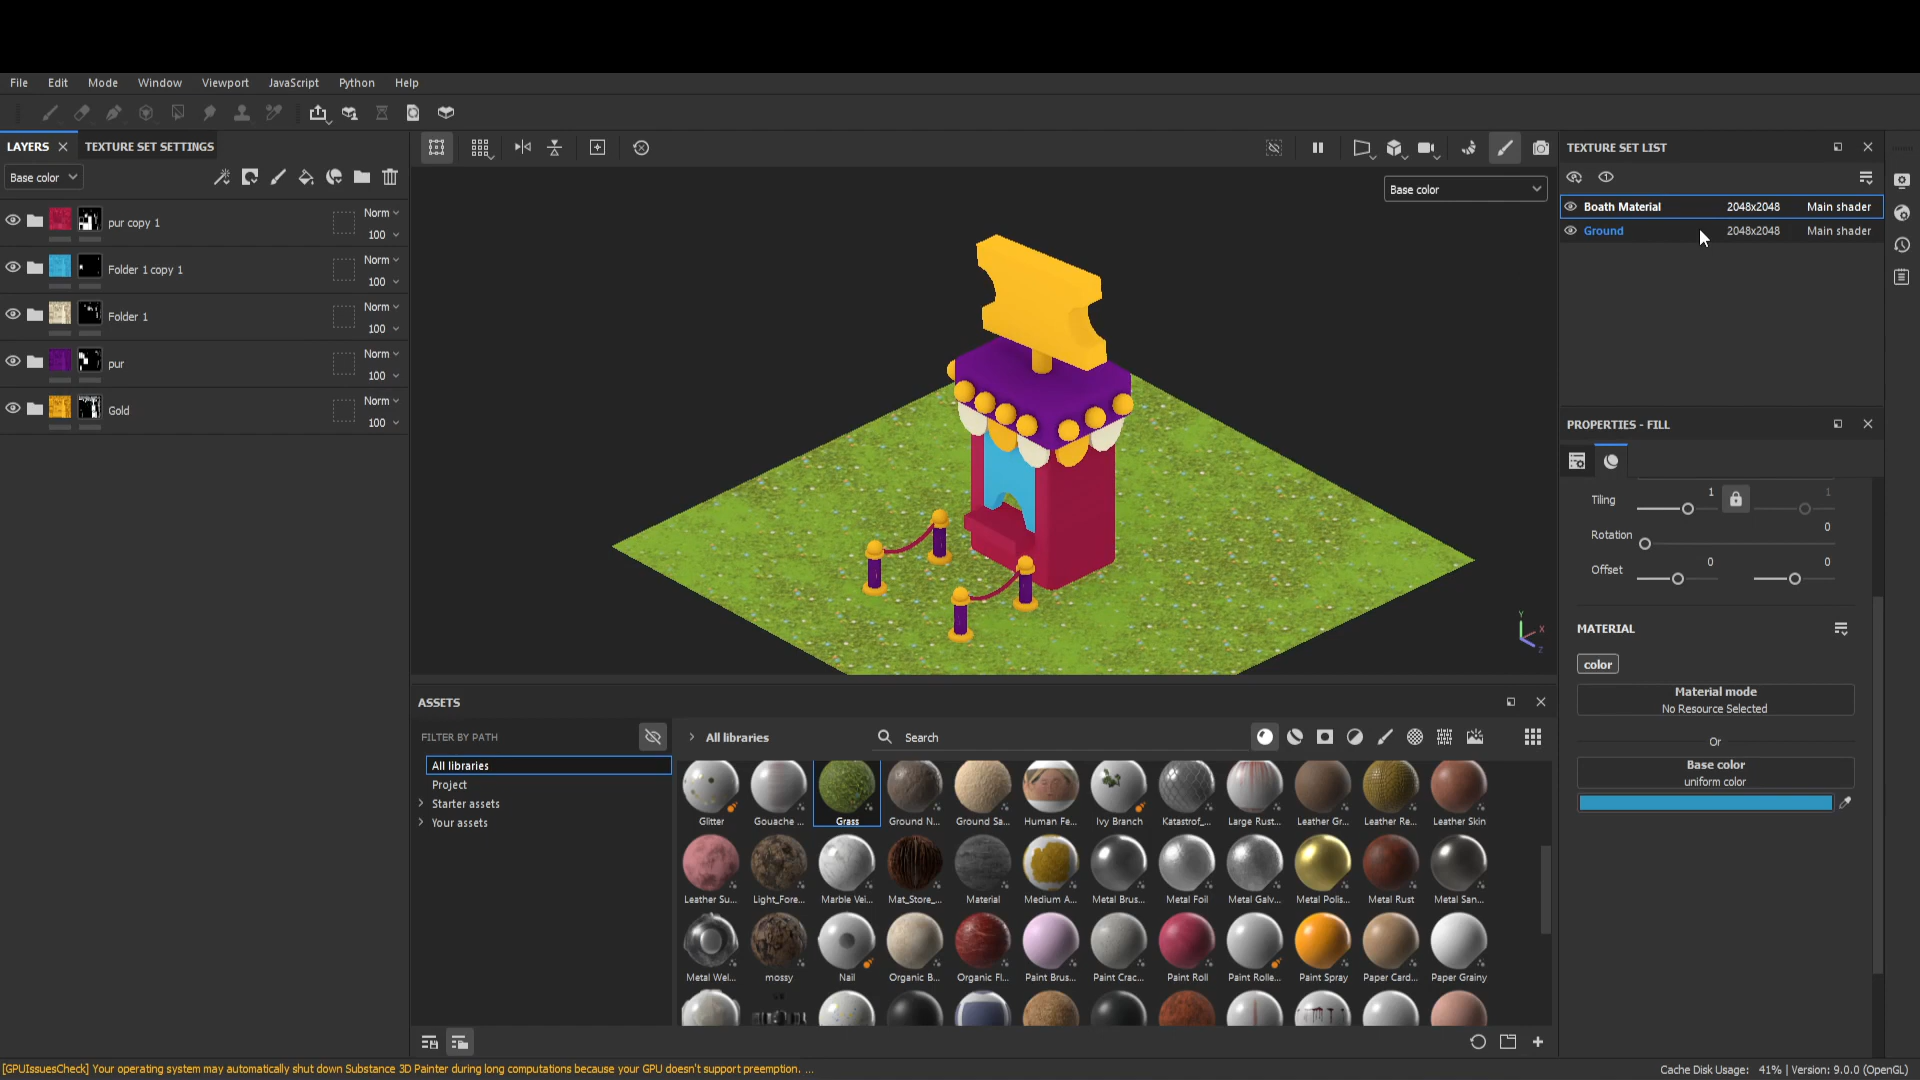 File Edit Mode Window Viewport JavaScript Python Help
LAYERS TEXTURE SET SETTINGS
Base color
pur copy 1 Norm 100
Folder 1 copy 1 Norm 100
Folder 1 Norm 100
pur Norm 100
Gold Norm 100
Base color
Y
X
Z
TEXTURE SET LIST
Boath Material 2048x2048 Main shader
Ground 2048x2048 Main shader
PROPERTIES - FILL
Tiling 1 1
Rotation 0
Offset 0 0
MATERIAL
color
Material mode
No Resource Selected
Or
Base color
uniform color
ASSETS
FILTER BY PATH
All libraries
Project
Starter assets
Your assets
All libraries Search
Glitter Gouache ... Grass Ground N... Ground Sa... Human Fe... Ivy Branch Katastrof_... Large Rust... Leather Gr... Leather Re... Leather Skin
Leather Su... Light_Fore... Marble Vei... Mat_Store_... Material Medium A... Metal Brus... Metal Foil Metal Galv... Metal Polis... Metal Rust Metal San...
Metal Wel... mossy Nail Organic B... Organic Fl... Paint Brus... Paint Crac... Paint Roll Paint Rolle... Paint Spray Paper Card... Paper Grainy
[GPUIssuesCheck] Your operating system may automatically shut down Substance 3D Painter during long computations because your GPU doesn't support preemption. ...
Cache Disk Usage: 41% | Version: 9.0.0 (OpenGL)